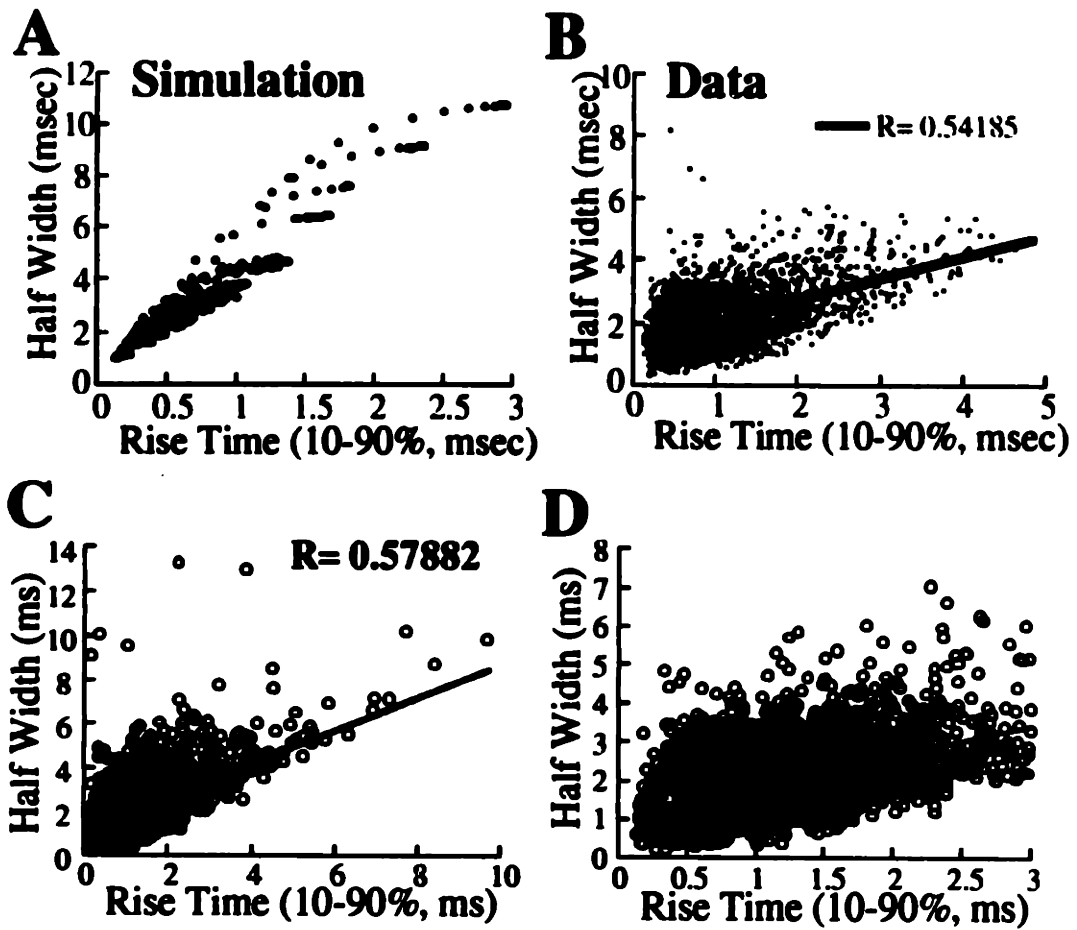 A
Simulation
Half Width (msec)
12
10
8
6
4
2
0
0 0.5 1 1.5 2 2.5 3
Rise Time (10-90%, msec)
B
Data
R= 0.54185
Half Width (msec)
10
8
6
4
2
0
0 1 2 3 4 5
Rise Time (10-90%, msec)
C
R= 0.57882
Half Width (ms)
14
12
10
8
6
4
2
0
0 2 4 6 8 10
Rise Time (10-90%, ms)
D
Half Width (ms)
8
7
6
5
4
3
2
1
0
0 0.5 1 1.5 2 2.5 3
Rise Time (10-90%, ms)